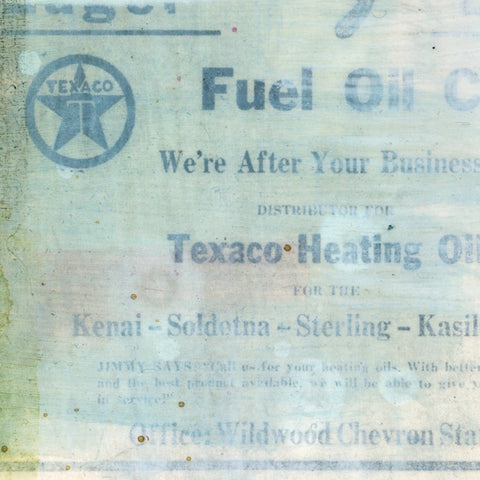 TEXACO
T
Fuel Oil C
We're After Your Business
DISTRIBUTOR FOR
Texaco Heating Oil
FOR THE
Kenai – Soldotna – Sterling – Kasil
JIMMY SAYS: "Call us for your heating oils. With better
and the best product available, we will be able to give y
in service!"
Office: Wildwood Chevron Sta